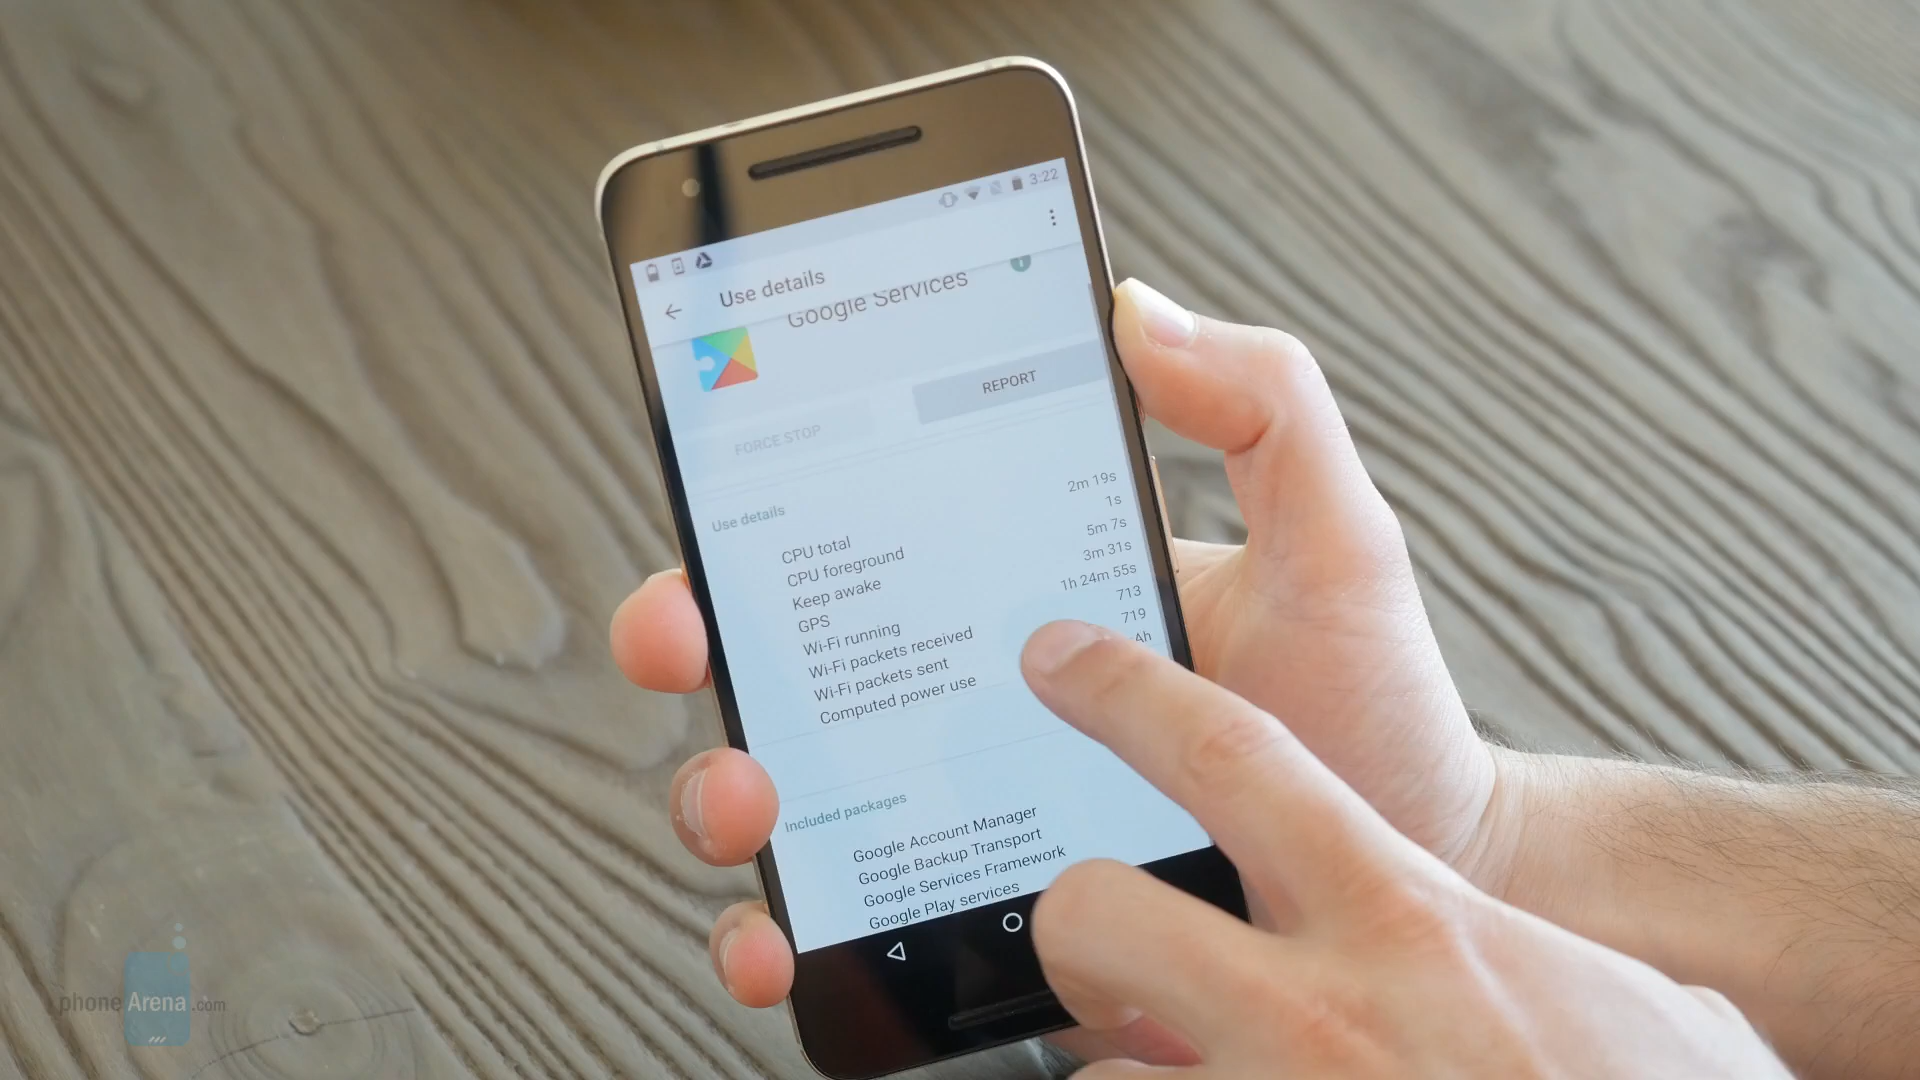 3:22
Use details
Google Services
FORCE STOP
REPORT
Use details
CPU total 2m 19s
CPU foreground 1s
Keep awake 5m 7s
GPS 3m 31s
Wi-Fi running 1h 24m 55s
Wi-Fi packets received 713
Wi-Fi packets sent 719
Computed power use
Included packages
Google Account Manager
Google Backup Transport
Google Services Framework
Google Play services
phoneArena.com